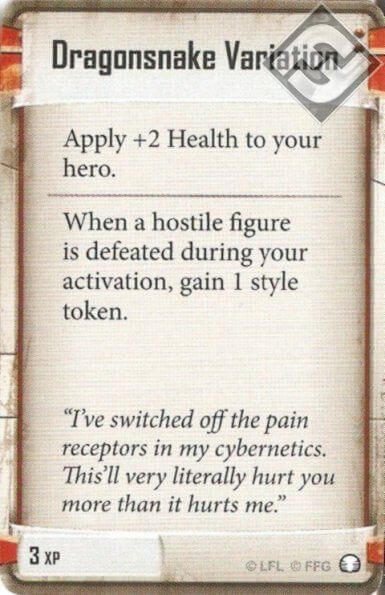 Dragonsnake Variation
Apply +2 Health to your
hero.
When a hostile figure
is defeated during your
activation, gain 1 style
token.
“I’ve switched off the pain
receptors in my cybernetics.
This’ll very literally hurt you
more than it hurts me.”
3 XP
© LFL © FFG